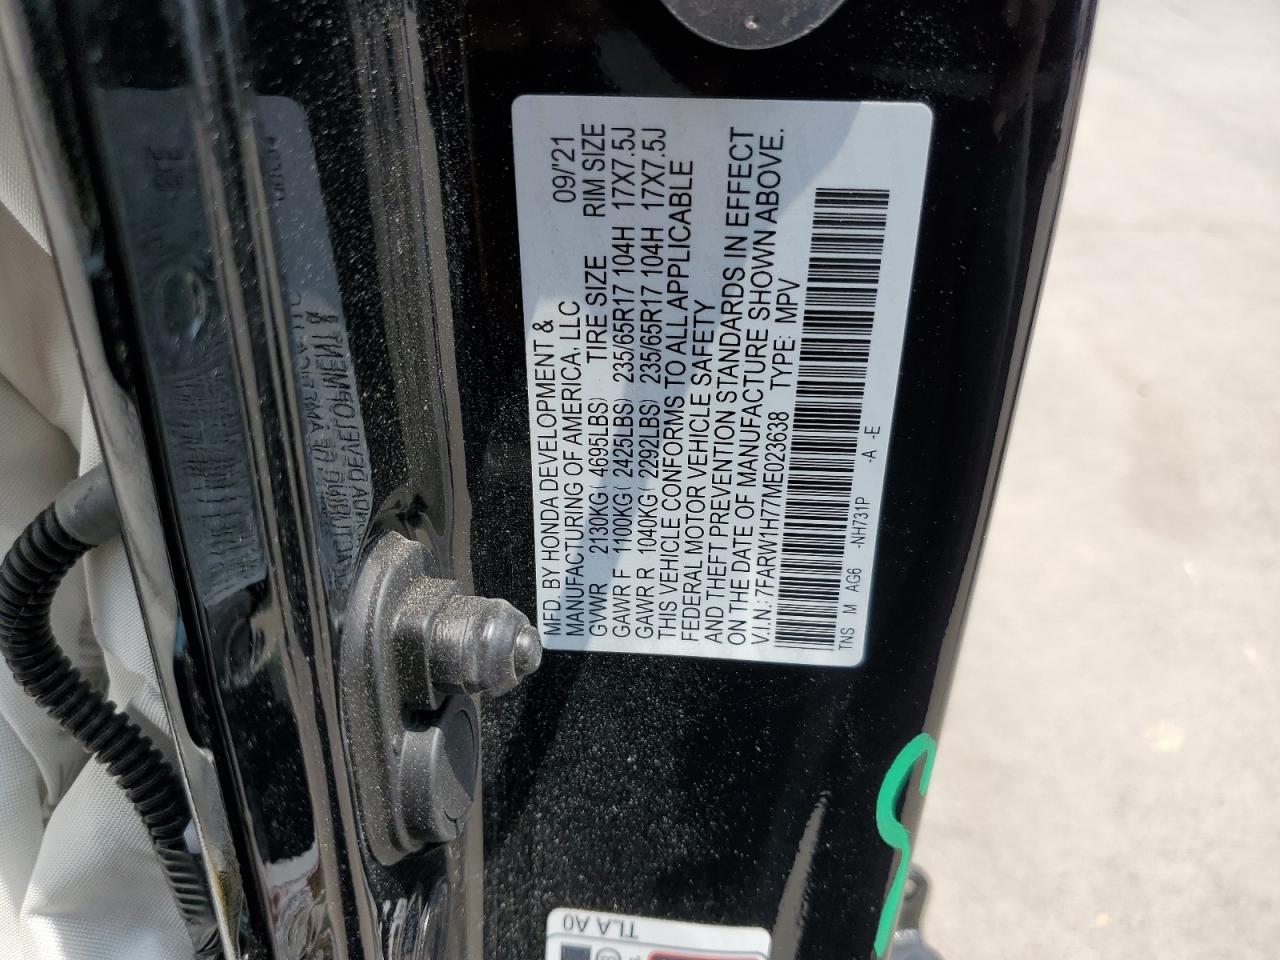 MFD. BY HONDA DEVELOPMENT &
MANUFACTURING OF AMERICA, LLC 09/'21
GVWR 2130KG( 4695LBS) TIRE SIZE RIM SIZE
GAWR F 1100KG( 2425LBS) 235/65R17 104H 17X7.5J
GAWR R 1040KG( 2292LBS) 235/65R17 104H 17X7.5J
THIS VEHICLE CONFORMS TO ALL APPLICABLE
FEDERAL MOTOR VEHICLE SAFETY
AND THEFT PREVENTION STANDARDS IN EFFECT
ON THE DATE OF MANUFACTURE SHOWN ABOVE.
V.I.N.: 7FARW1H77ME023638 TYPE: MPV
TNS M AG6 -NH731P -A -E
TLA A0